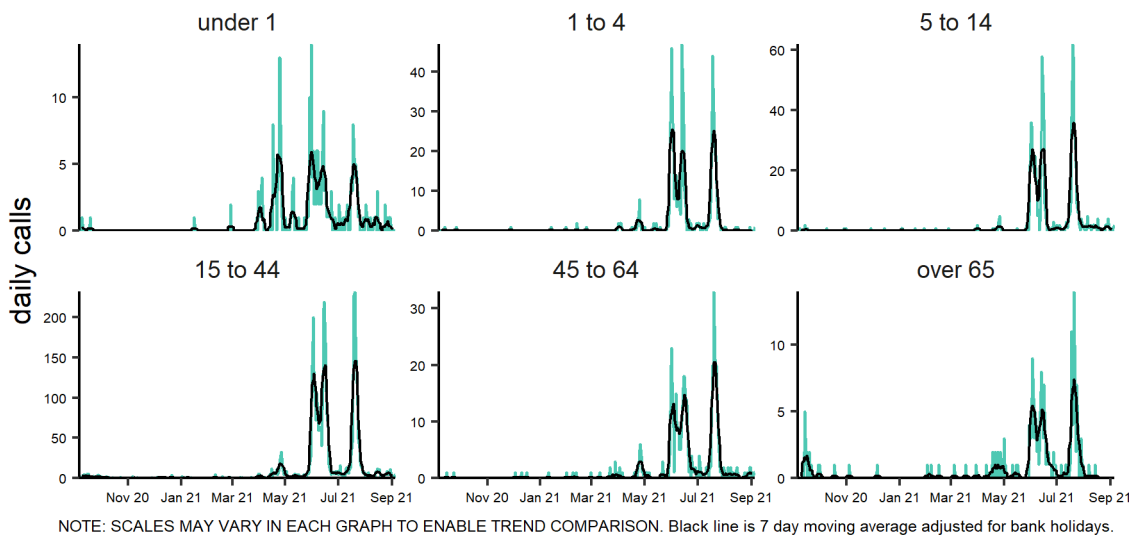 under 1
1 to 4
5 to 14
10
5
0
40
30
20
10
0
60
40
20
0
daily calls
15 to 44
45 to 64
over 65
200
150
100
50
0
30
20
10
0
10
5
0
Nov 20 Jan 21 Mar 21 May 21 Jul 21 Sep 21
Nov 20 Jan 21 Mar 21 May 21 Jul 21 Sep 21
Nov 20 Jan 21 Mar 21 May 21 Jul 21 Sep 21
NOTE: SCALES MAY VARY IN EACH GRAPH TO ENABLE TREND COMPARISON. Black line is 7 day moving average adjusted for bank holidays.